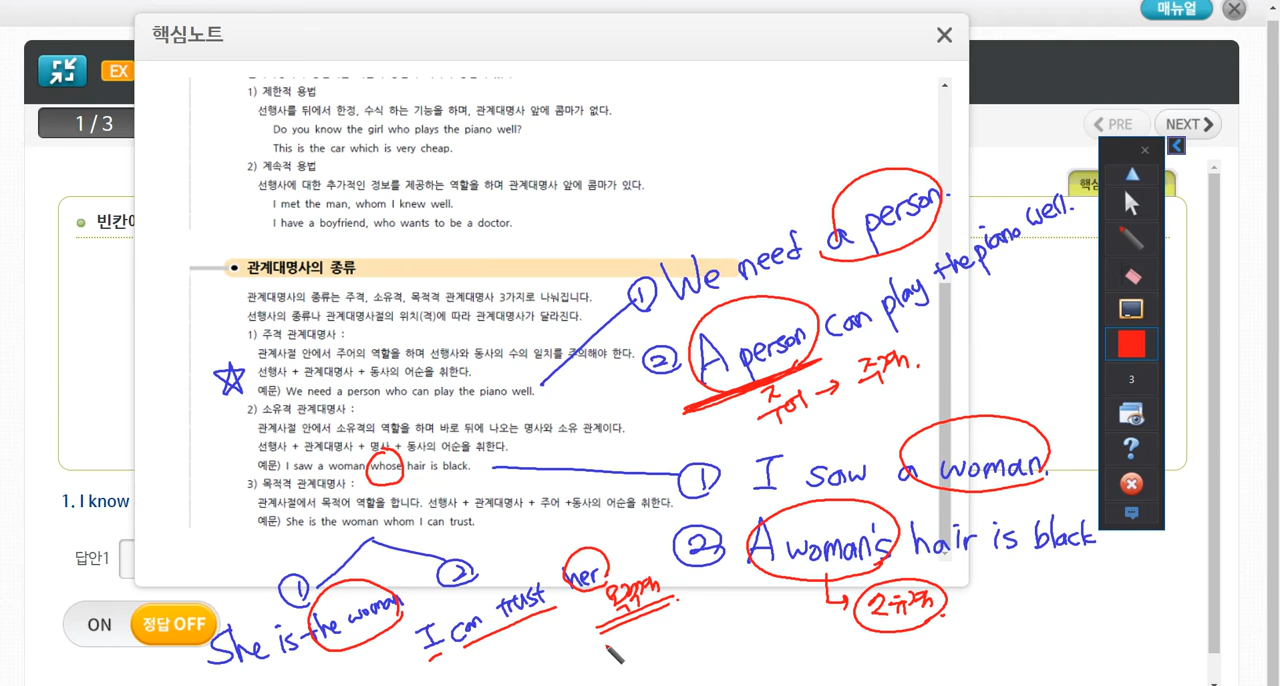 매뉴얼
핵심노트
EX
1 / 3
PRE
NEXT
1) 제한적 용법
선행사를 뒤에서 한정, 수식 하는 기능을 하며, 관계대명사 앞에 콤마가 없다.
Do you know the girl who plays the piano well?
This is the car which is very cheap.
2) 계속적 용법
선행사에 대한 추가적인 정보를 제공하는 역할을 하며 관계대명사 앞에 콤마가 있다.
I met the man, whom I knew well.
I have a boyfriend, who wants to be a doctor.
관계대명사의 종류
관계대명사의 종류는 주격, 소유격, 목적격 관계대명사 3가지로 나눠집니다.
선행사의 종류나 관계대명사절의 위치(격)에 따라 관계대명사가 달라진다.
1) 주격 관계대명사 :
관계사절 안에서 주어의 역할을 하며 선행사와 동사의 수의 일치를 주의해야 한다.
선행사 + 관계대명사 + 동사의 어순을 취한다.
예문) We need a person who can play the piano well.
2) 소유격 관계대명사 :
관계사절 안에서 소유격의 역할을 하며 바로 뒤에 나오는 명사와 소유 관계이다.
선행사 + 관계대명사 + 명사 + 동사의 어순을 취한다.
예문) I saw a woman whose hair is black.
3) 목적격 관계대명사 :
관계사절에서 목적어 역할을 합니다. 선행사 + 관계대명사 + 주어 +동사의 어순을 취한다.
예문) She is the woman whom I can trust.
① We need a person.
② A person can play the piano well.
주어 → 주격.
① I saw a woman.
② A woman's hair is black
소유격
① ②
She is the woman I can trust her.
목적격
핵심
빈칸에
1. I know
답안1
ON
정답 OFF
3